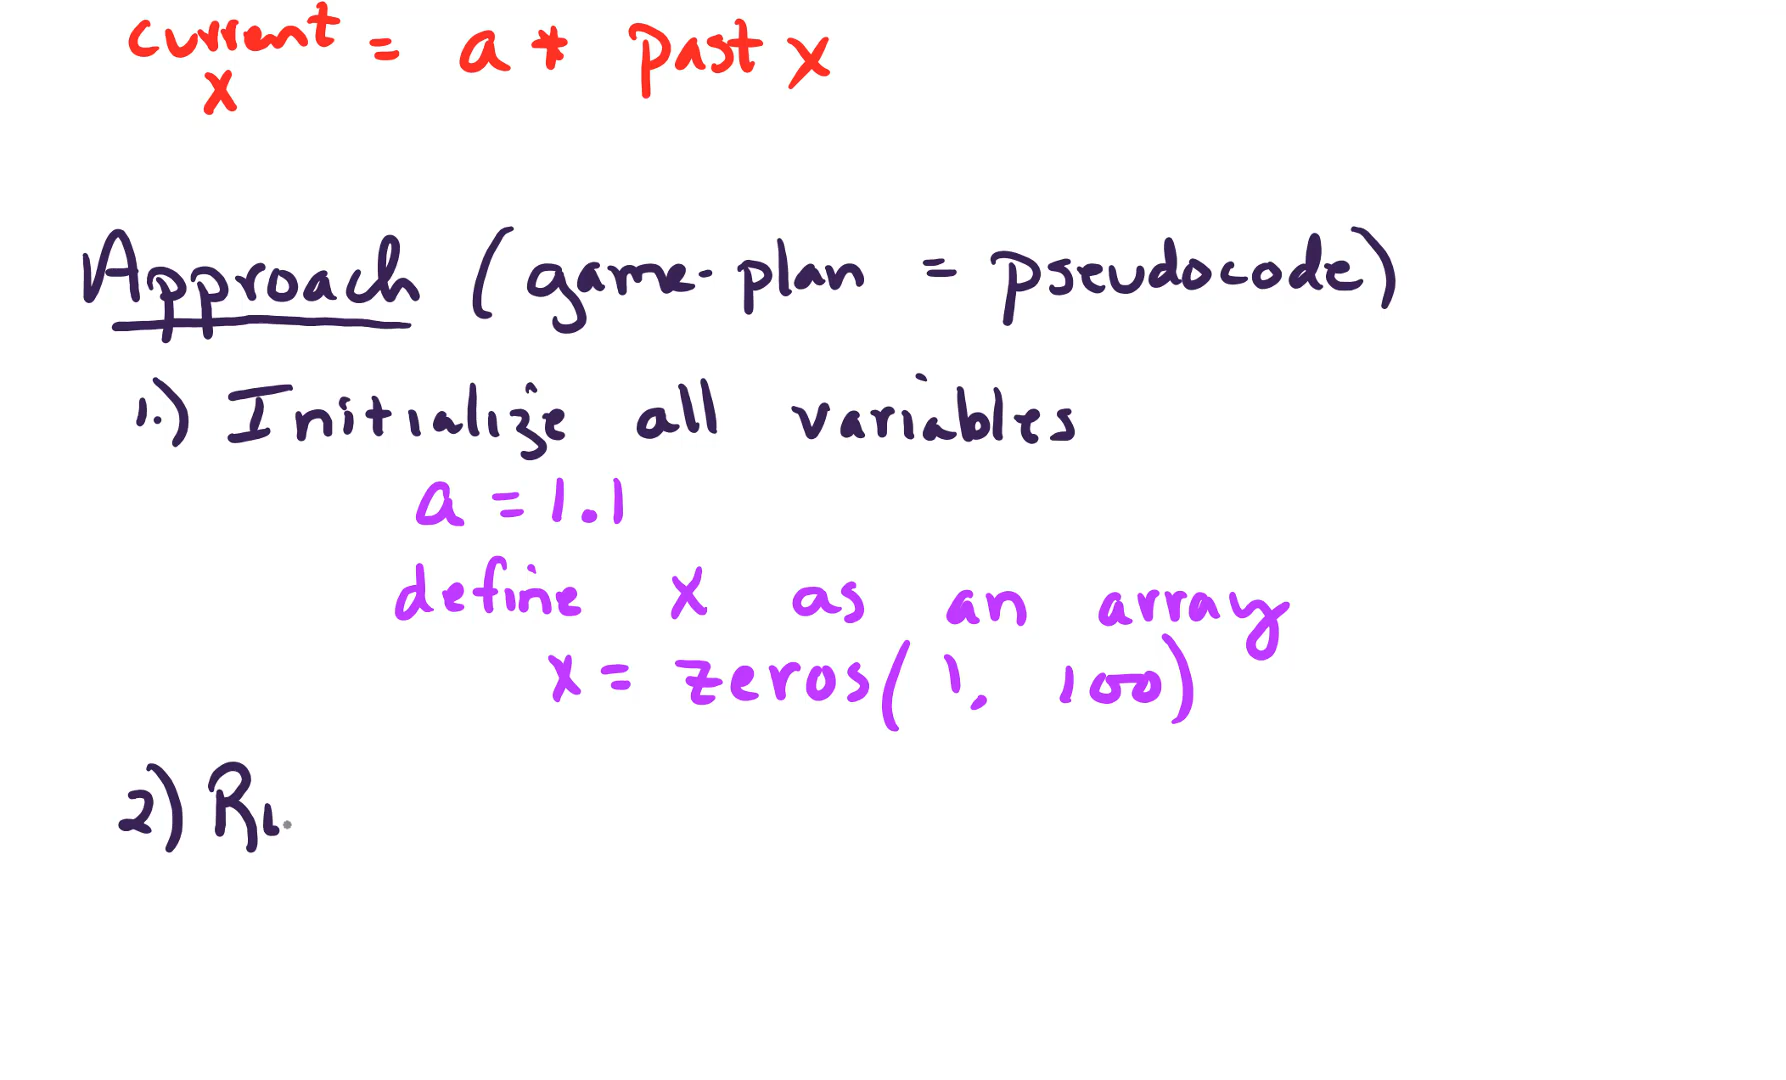 current = a * past x
x
Approach (game-plan = pseudocode)
1.) Initialize all variables
a = 1.1
define x as an array
x = zeros(1, 100)
2)